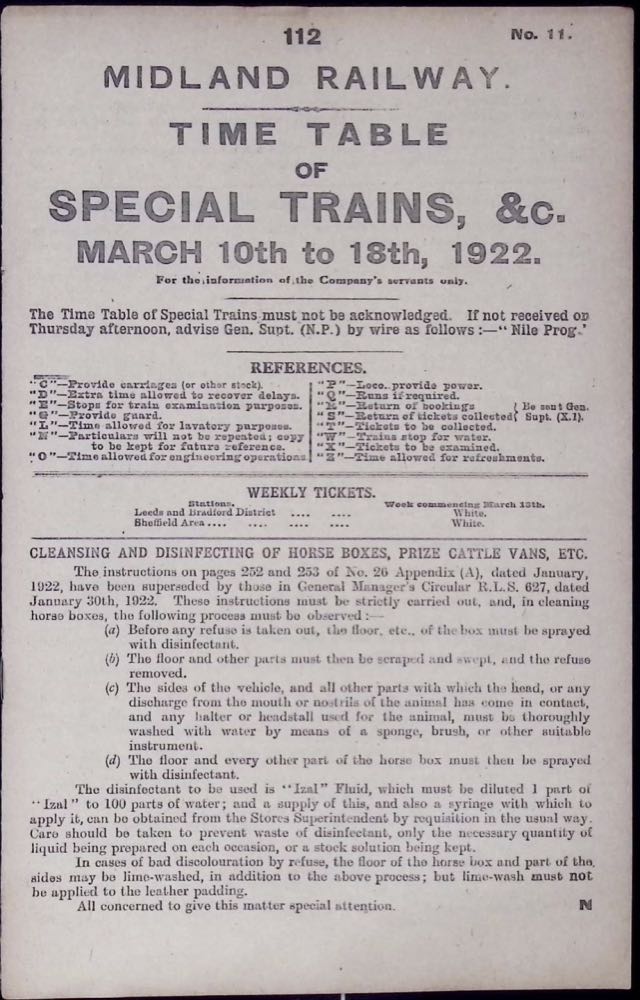 112 No. 11.
MIDLAND RAILWAY.
TIME TABLE
OF
SPECIAL TRAINS, &c.
MARCH 10th to 18th, 1922.
For the information of the Company's servants only.
The Time Table of Special Trains must not be acknowledged. If not received on
Thursday afternoon, advise Gen. Supt. (N.P.) by wire as follows :—" Nile Prog.'
REFERENCES.
"C"—Provide carriages (or other stock).
"D"—Extra time allowed to recover delays.
"E"—Stops for train examination purposes.
"G"—Provide guard.
"L"—Time allowed for lavatory purposes.
"N"—Particulars will not be repeated; copy
to be kept for future reference.
"O"—Time allowed for engineering operations.
"P"—Loco. provide power.
"Q"—Runs if required.
"R"—Return of bookings } Be sent Gen.
"S"—Return of tickets collected } Supt. (X.1).
"T"—Tickets to be collected.
"W"—Trains stop for water.
"X"—Tickets to be examined.
"Z"—Time allowed for refreshments.
WEEKLY TICKETS.
Stations. Week commencing March 13th.
Leeds and Bradford District .... .... White.
Sheffield Area .... .... .... .... White.
CLEANSING AND DISINFECTING OF HORSE BOXES, PRIZE CATTLE VANS, ETC.
The instructions on pages 252 and 253 of No. 26 Appendix (A), dated January,
1922, have been superseded by those in General Manager's Circular R.L.S. 627, dated
January 30th, 1922. These instructions must be strictly carried out, and, in cleaning
horse boxes, the following process must be observed :—
(a) Before any refuse is taken out, the floor, etc., of the box must be sprayed
with disinfectant.
(b) The floor and other parts must then be scraped and swept, and the refuse
removed.
(c) The sides of the vehicle, and all other parts with which the head, or any
discharge from the mouth or nostrils of the animal has come in contact,
and any halter or headstall used for the animal, must be thoroughly
washed with water by means of a sponge, brush, or other suitable
instrument.
(d) The floor and every other part of the horse box must then be sprayed
with disinfectant.
The disinfectant to be used is "Izal" Fluid, which must be diluted 1 part of
"Izal" to 100 parts of water; and a supply of this, and also a syringe with which to
apply it, can be obtained from the Stores Superintendent by requisition in the usual way.
Care should be taken to prevent waste of disinfectant, only the necessary quantity of
liquid being prepared on each occasion, or a stock solution being kept.
In cases of bad discolouration by refuse, the floor of the horse box and part of the
sides may be lime-washed, in addition to the above process; but lime-wash must not
be applied to the leather padding.
All concerned to give this matter special attention. N